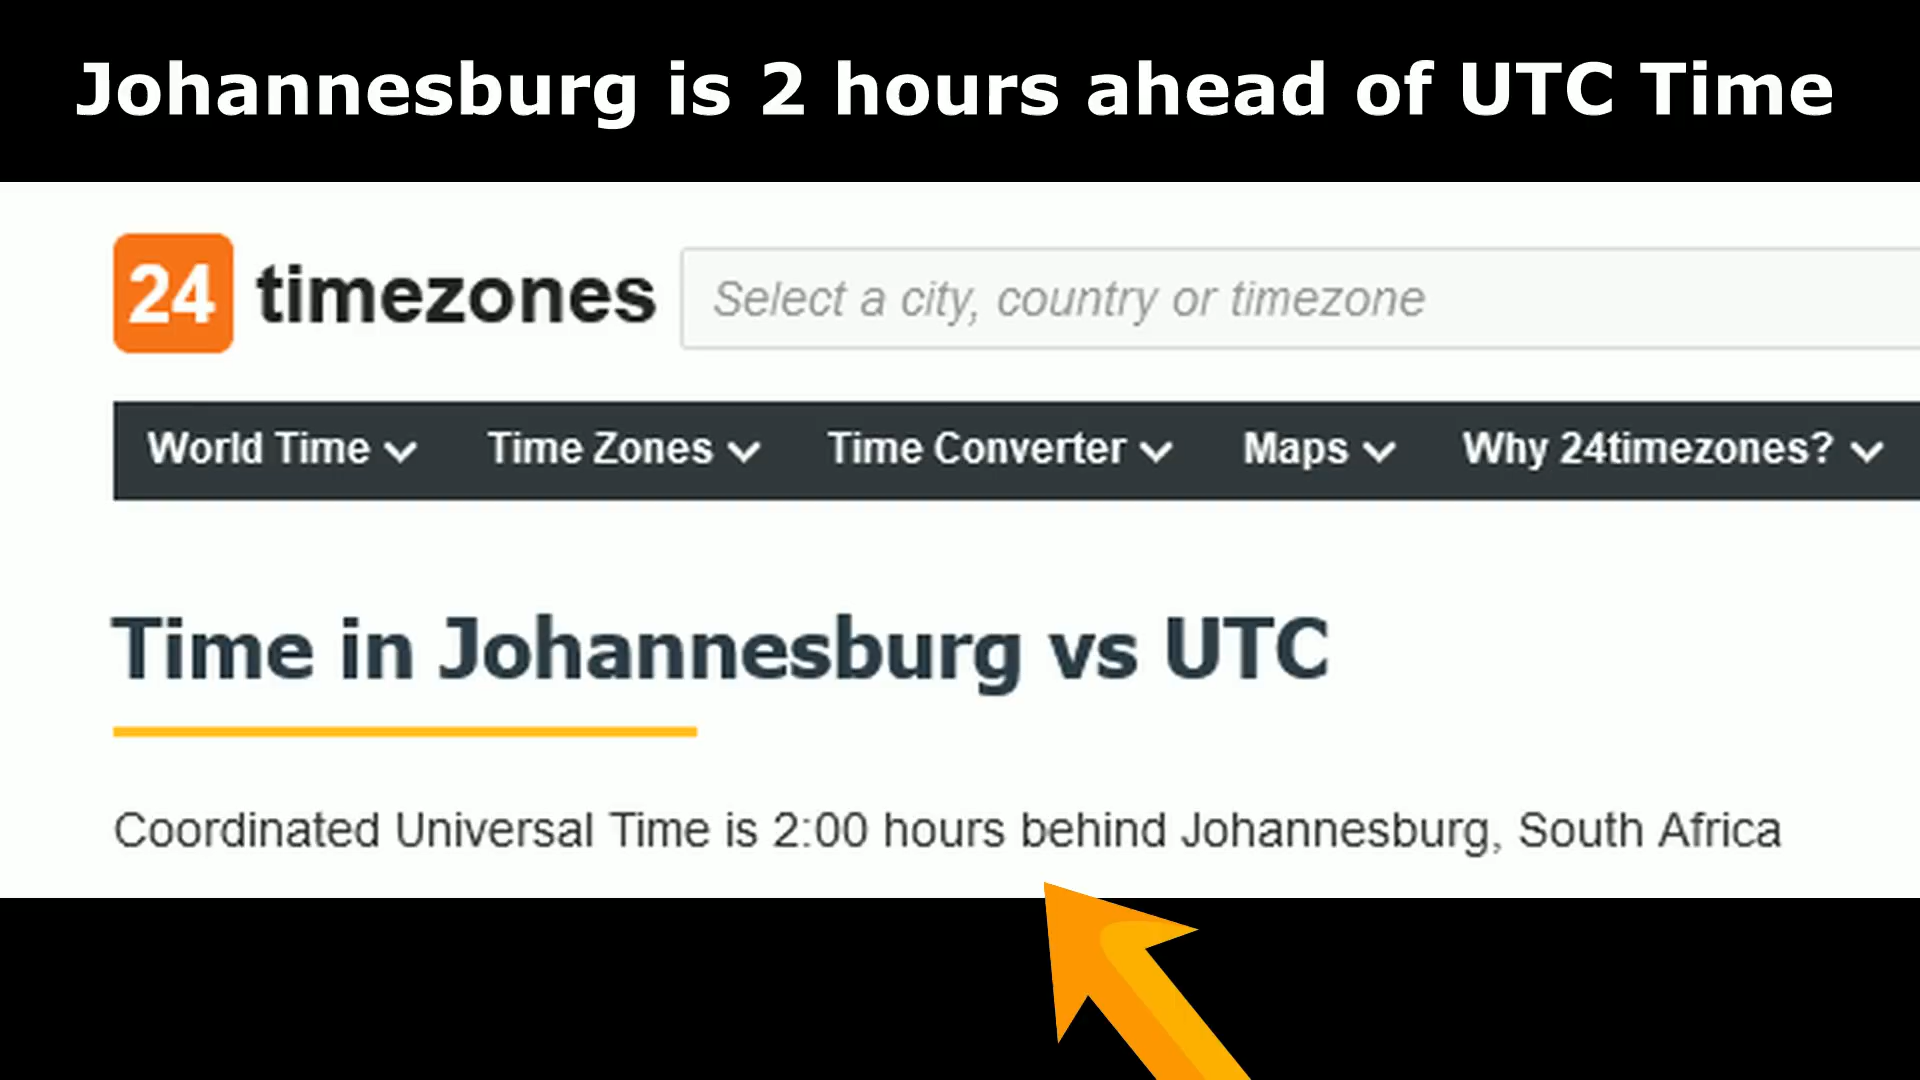 Johannesburg is 2 hours ahead of UTC Time
24 timezones Select a city, country or timezone
World Time Time Zones Time Converter Maps Why 24timezones?
Time in Johannesburg vs UTC
Coordinated Universal Time is 2:00 hours behind Johannesburg, South Africa